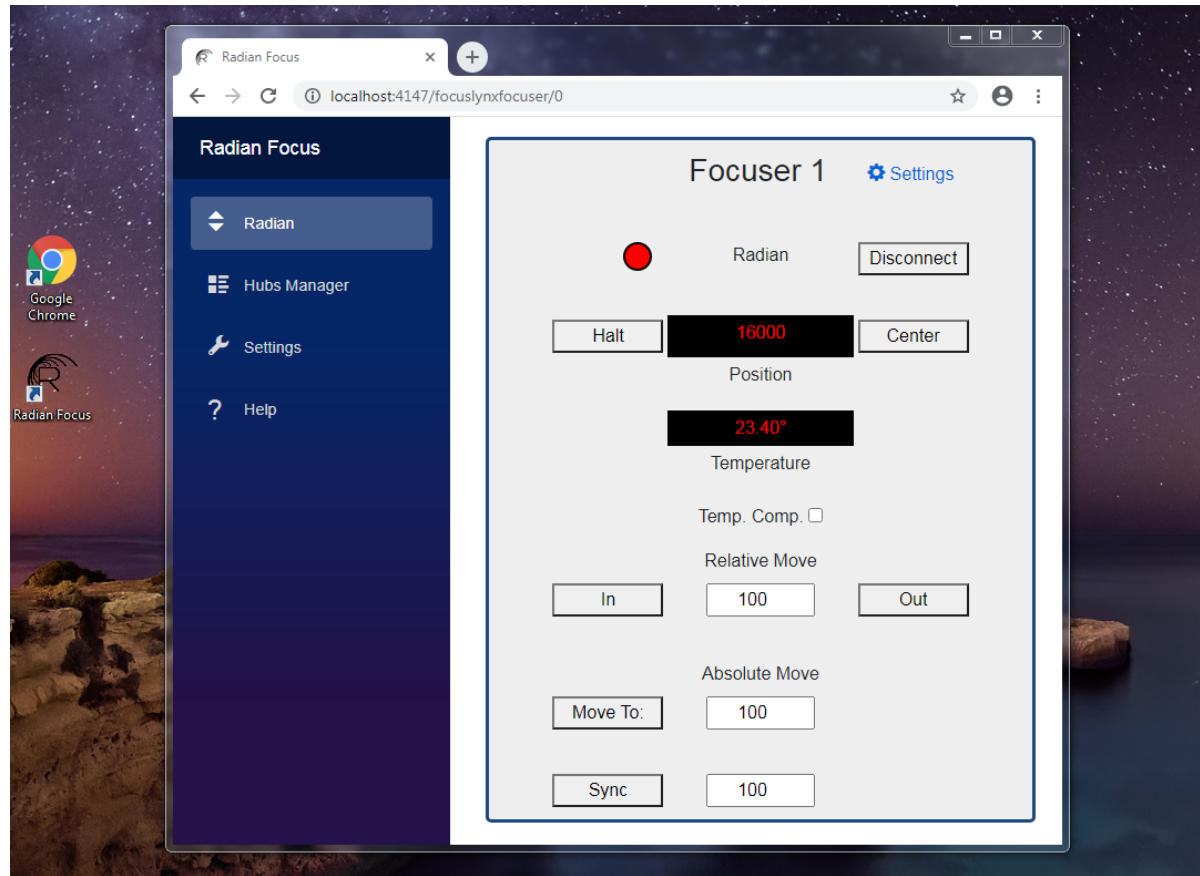 Radian Focus
localhost:4147/focuslynxfocuser/0
Radian Focus
Radian
Hubs Manager
Settings
? Help
Google
Chrome
Radian Focus
Focuser 1
Settings
Radian
Disconnect
Halt
16000
Center
Position
23.40°
Temperature
Temp. Comp.
Relative Move
In
100
Out
Absolute Move
Move To:
100
Sync
100